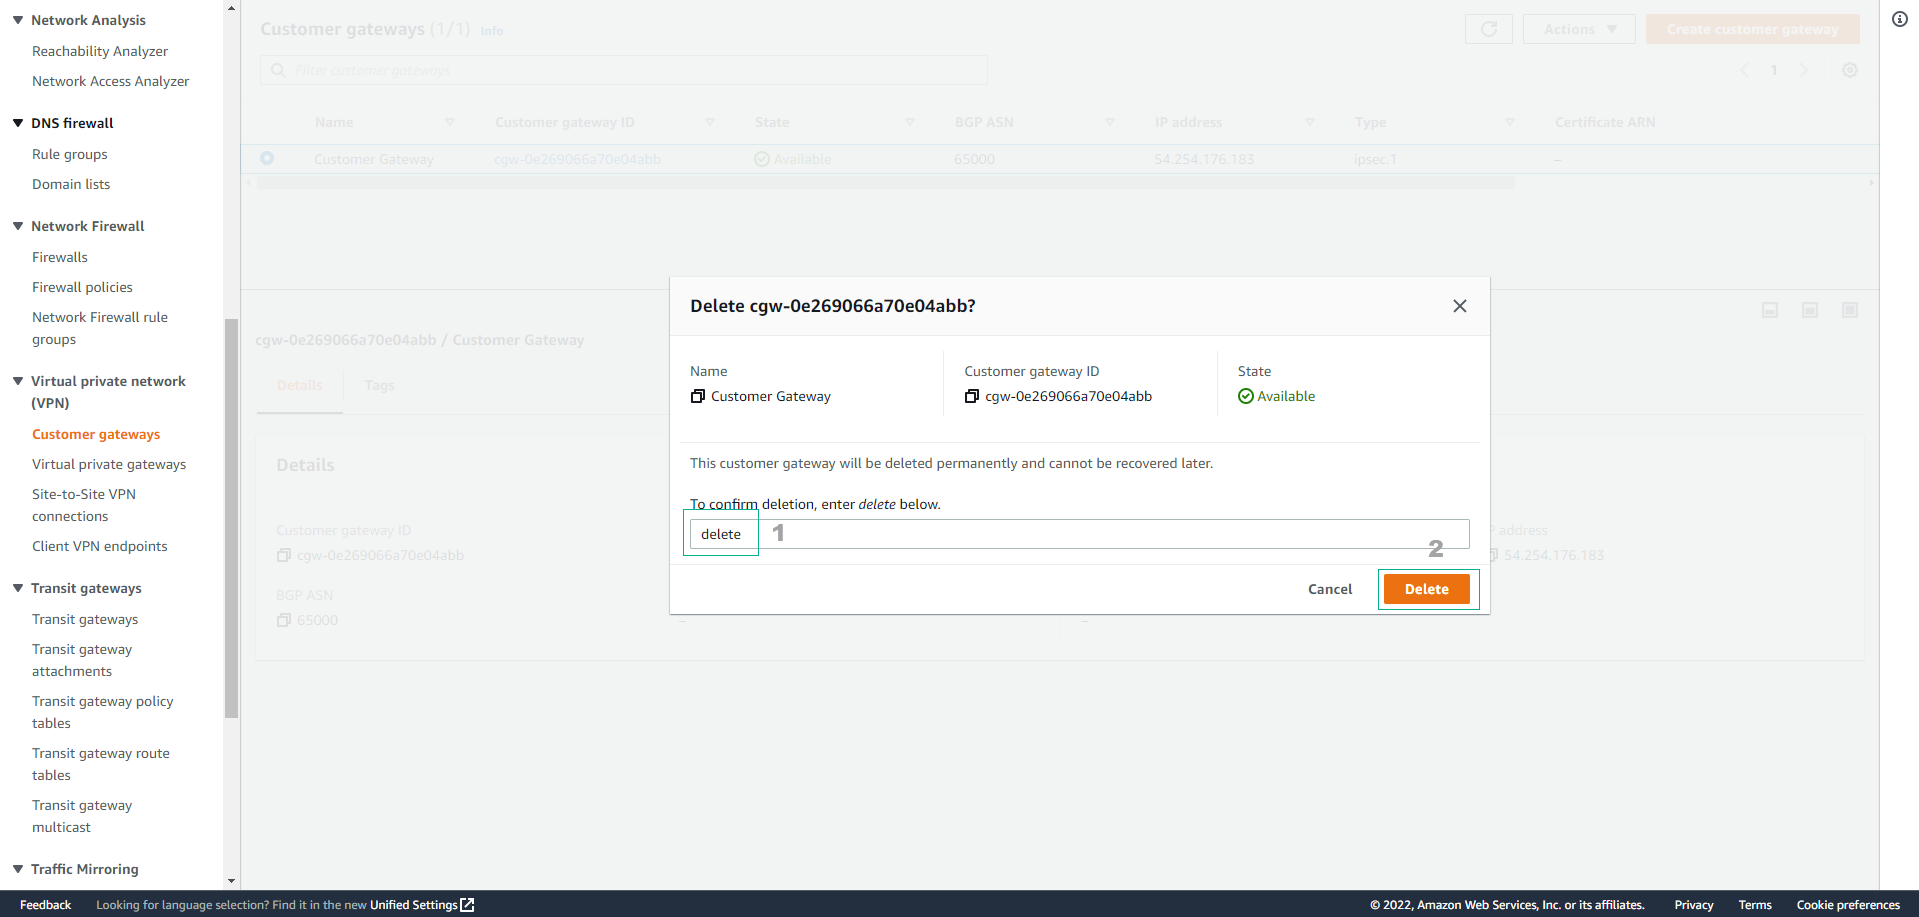 Network Analysis
Reachability Analyzer
Network Access Analyzer
DNS firewall
Rule groups
Domain lists
Network Firewall
Firewalls
Firewall policies
Network Firewall rule
groups
Virtual private network
(VPN)
Customer gateways
Virtual private gateways
Site-to-Site VPN
connections
Client VPN endpoints
Transit gateways
Transit gateways
Transit gateway
attachments
Transit gateway policy
tables
Transit gateway route
tables
Transit gateway
multicast
Traffic Mirroring
Customer gateways (1/1) Info
Actions
Create customer gateway
Filter customer gateways
1
Name Customer gateway ID State BGP ASN IP address Type Certificate ARN
Customer Gateway cgw-0e269066a70e04abb Available 65000 54.254.176.183 ipsec.1 –
cgw-0e269066a70e04abb / Customer Gateway
Details Tags
Details
Customer gateway ID
cgw-0e269066a70e04abb
BGP ASN
65000
–
–
address
54.254.176.183
Delete cgw-0e269066a70e04abb?
Name Customer gateway ID State
Customer Gateway cgw-0e269066a70e04abb Available
This customer gateway will be deleted permanently and cannot be recovered later.
To confirm deletion, enter delete below.
delete 1
2
Cancel Delete
Feedback Looking for language selection? Find it in the new Unified Settings © 2022, Amazon Web Services, Inc. or its affiliates. Privacy Terms Cookie preferences